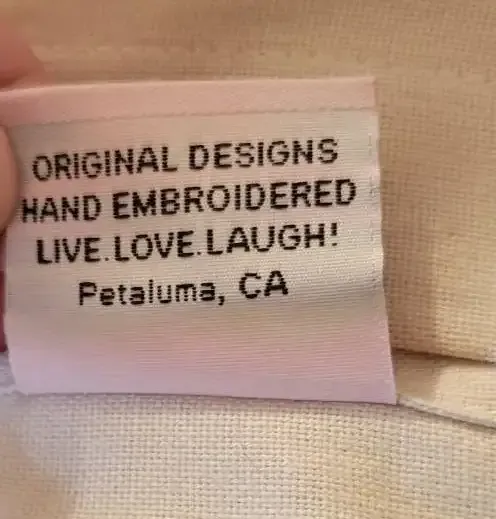 ORIGINAL DESIGNS
HAND EMBROIDERED
LIVE.LOVE.LAUGH!
Petaluma, CA